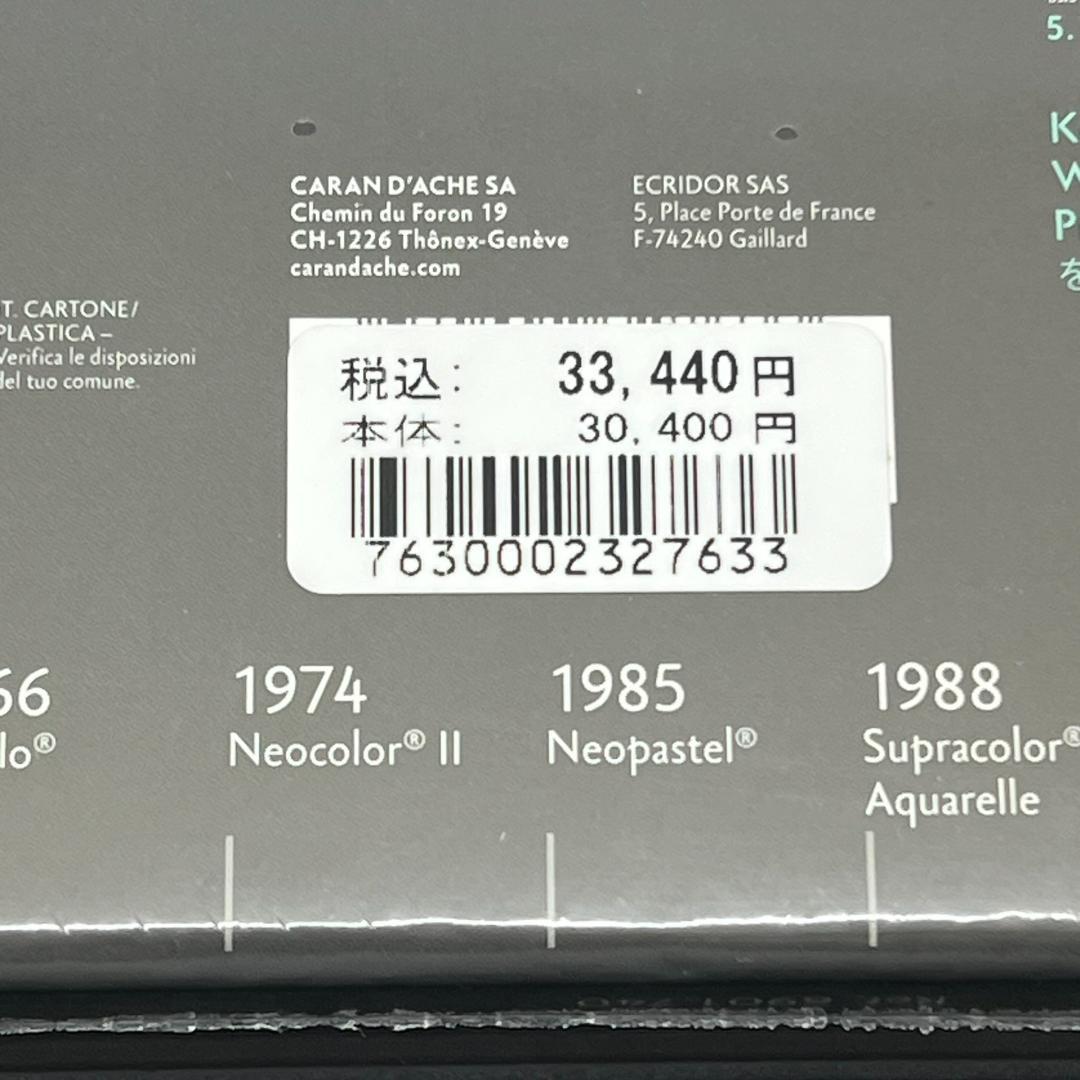 5.
CARAN D'ACHE SA
Chemin du Foron 19
CH-1226 Thônex-Genève
carandache.com
ECRIDOR SAS
5, Place Porte de France
F-74240 Gaillard
T. CARTONE/
PLASTICA –
Verifica le disposizioni
del tuo comune.
K
W
P
を
税込: 33,440円
本体: 30,400円
7630002327633
66
lo®
1974
Neocolor® II
1985
Neopastel®
1988
Supracolor®
Aquarelle